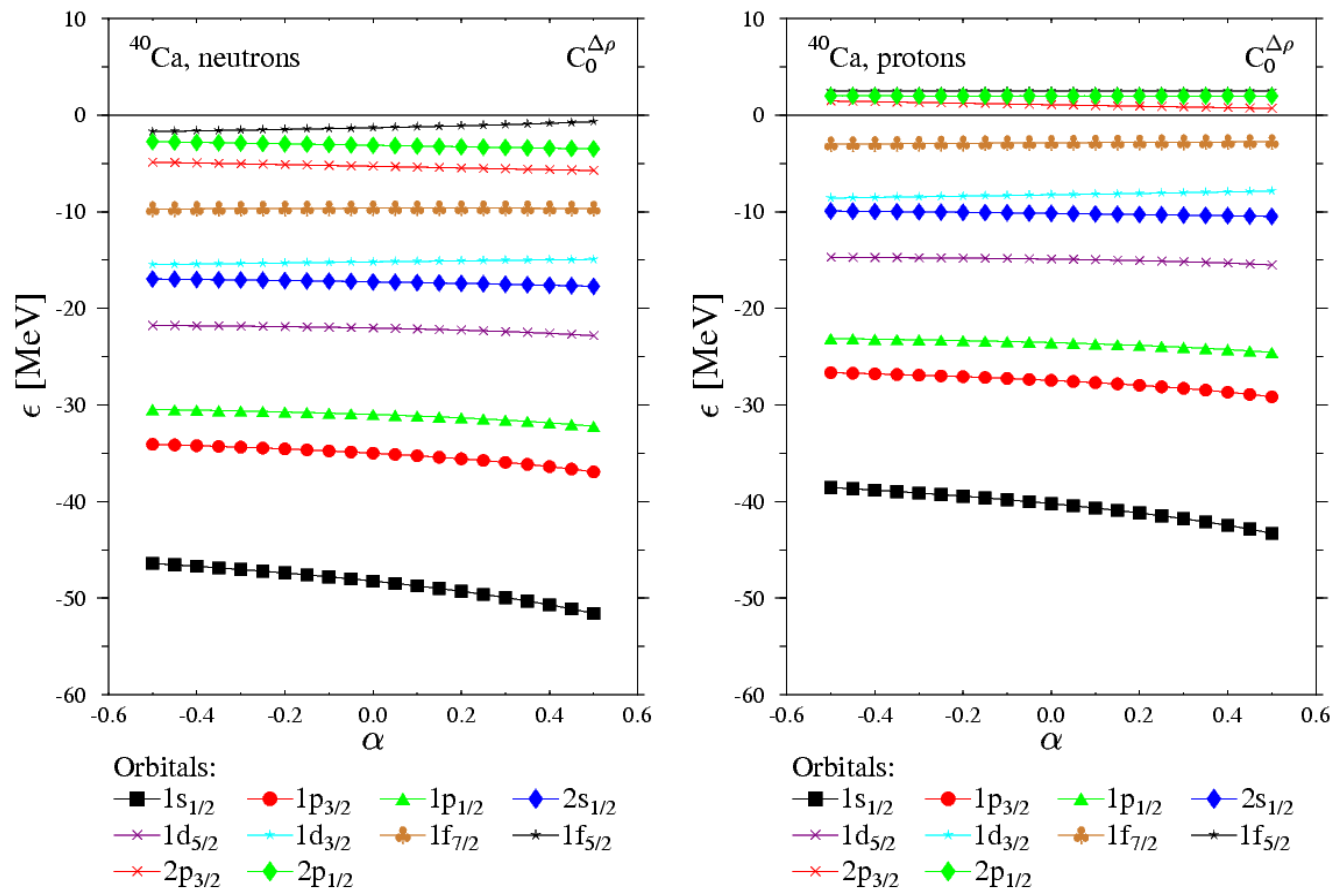 ⁴⁰Ca, neutrons C₀^Δρ
10
0
-10
-20
-30
-40
-50
-60
ϵ [MeV]
-0.6 -0.4 -0.2 0.0 0.2 0.4 0.6
α
Orbitals:
1s₁/₂ 1p₃/₂ 1p₁/₂ 2s₁/₂
1d₅/₂ 1d₃/₂ 1f₇/₂ 1f₅/₂
2p₃/₂ 2p₁/₂
⁴⁰Ca, protons C₀^Δρ
10
0
-10
-20
-30
-40
-50
-60
ϵ [MeV]
-0.6 -0.4 -0.2 0.0 0.2 0.4 0.6
α
Orbitals:
1s₁/₂ 1p₃/₂ 1p₁/₂ 2s₁/₂
1d₅/₂ 1d₃/₂ 1f₇/₂ 1f₅/₂
2p₃/₂ 2p₁/₂